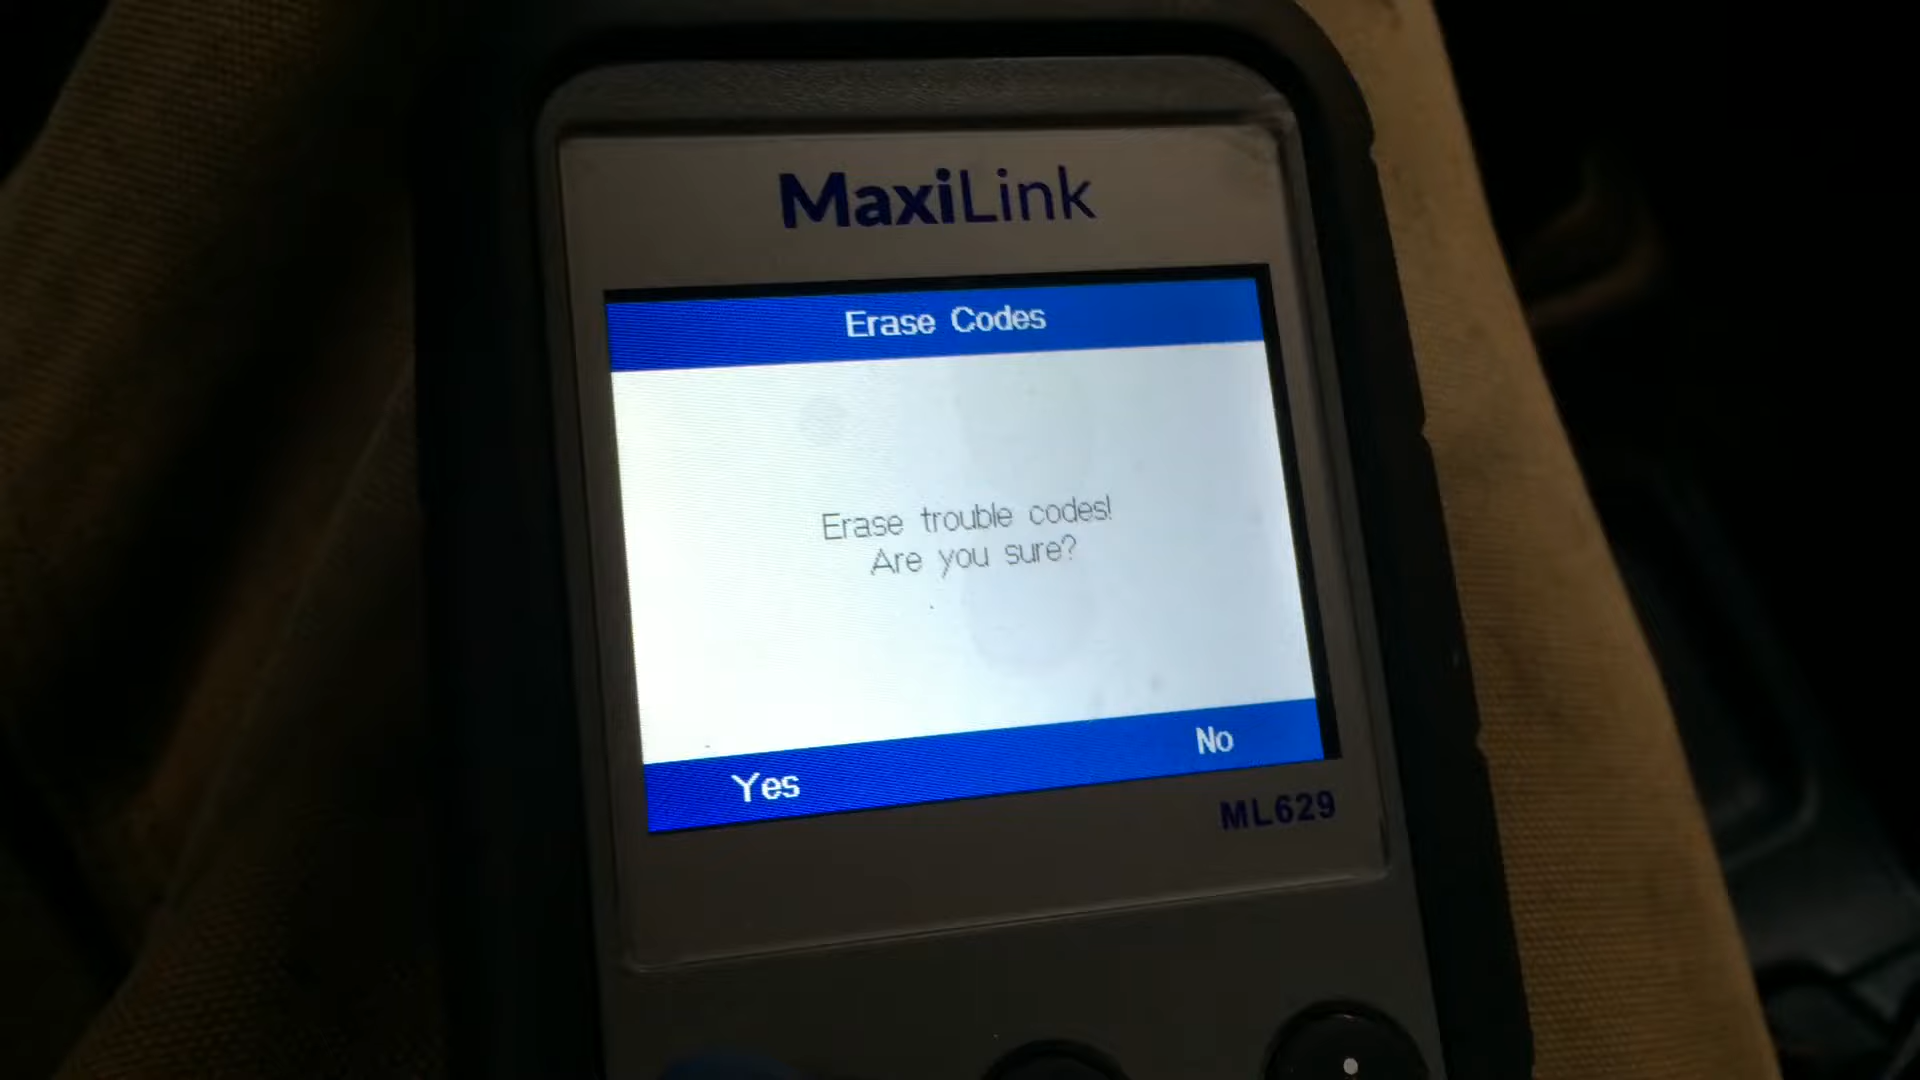 MaxiLink
Erase Codes
Erase trouble codes!
Are you sure?
Yes
No
ML629